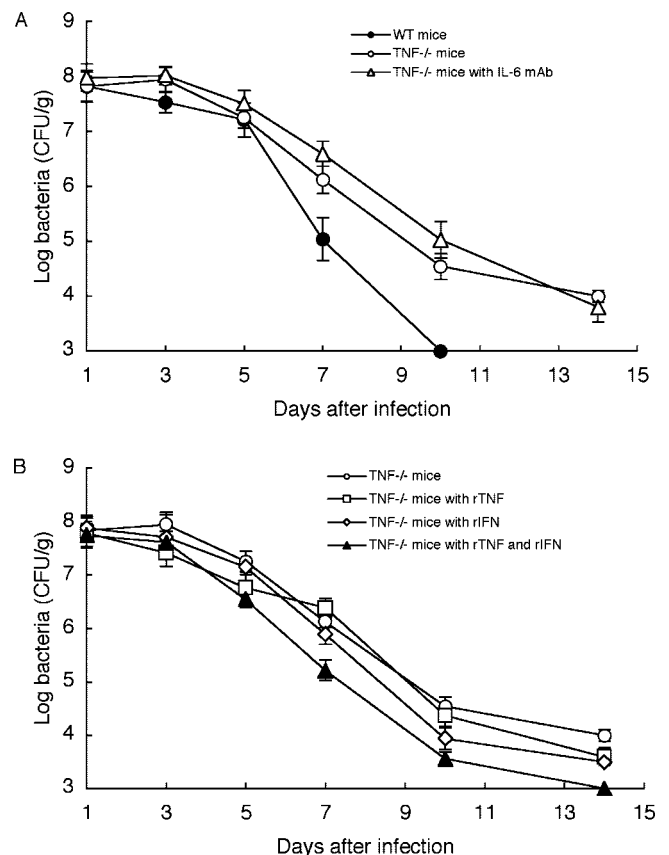 A
WT mice
TNF-/- mice
TNF-/- mice with IL-6 mAb
Log bacteria (CFU/g)
9
8
7
6
5
4
3
1 3 5 7 9 11 13 15
Days after infection
B
TNF-/- mice
TNF-/- mice with rTNF
TNF-/- mice with rIFN
TNF-/- mice with rTNF and rIFN
Log bacteria (CFU/g)
9
8
7
6
5
4
3
1 3 5 7 9 11 13 15
Days after infection